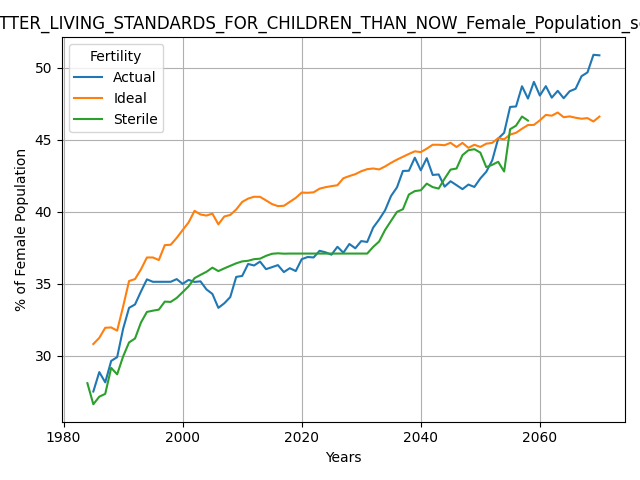 TTER_LIVING_STANDARDS_FOR_CHILDREN_THAN_NOW_Female_Population_s
Fertility
Actual
Ideal
Sterile
% of Female Population
50
45
40
35
30
1980
2000
2020
2040
2060
Years